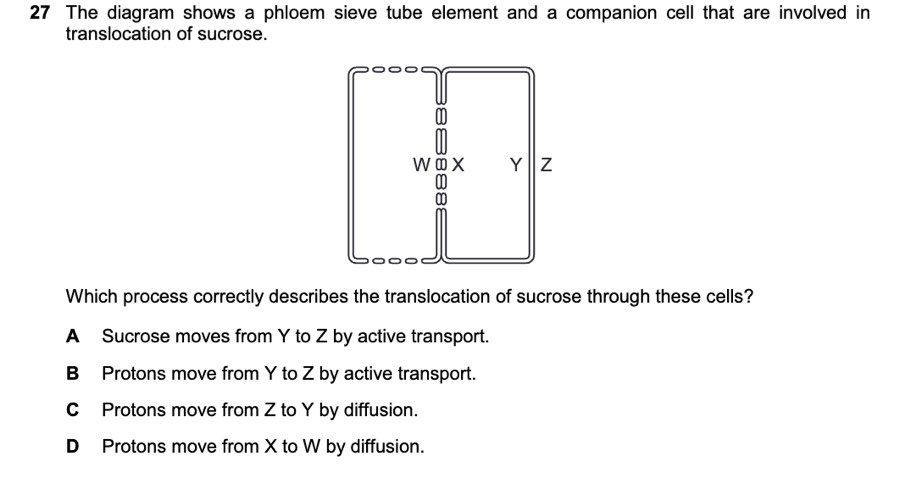 27 The diagram shows a phloem sieve tube element and a companion cell that are involved in
translocation of sucrose.
W X Y Z
Which process correctly describes the translocation of sucrose through these cells?
A Sucrose moves from Y to Z by active transport.
B Protons move from Y to Z by active transport.
C Protons move from Z to Y by diffusion.
D Protons move from X to W by diffusion.